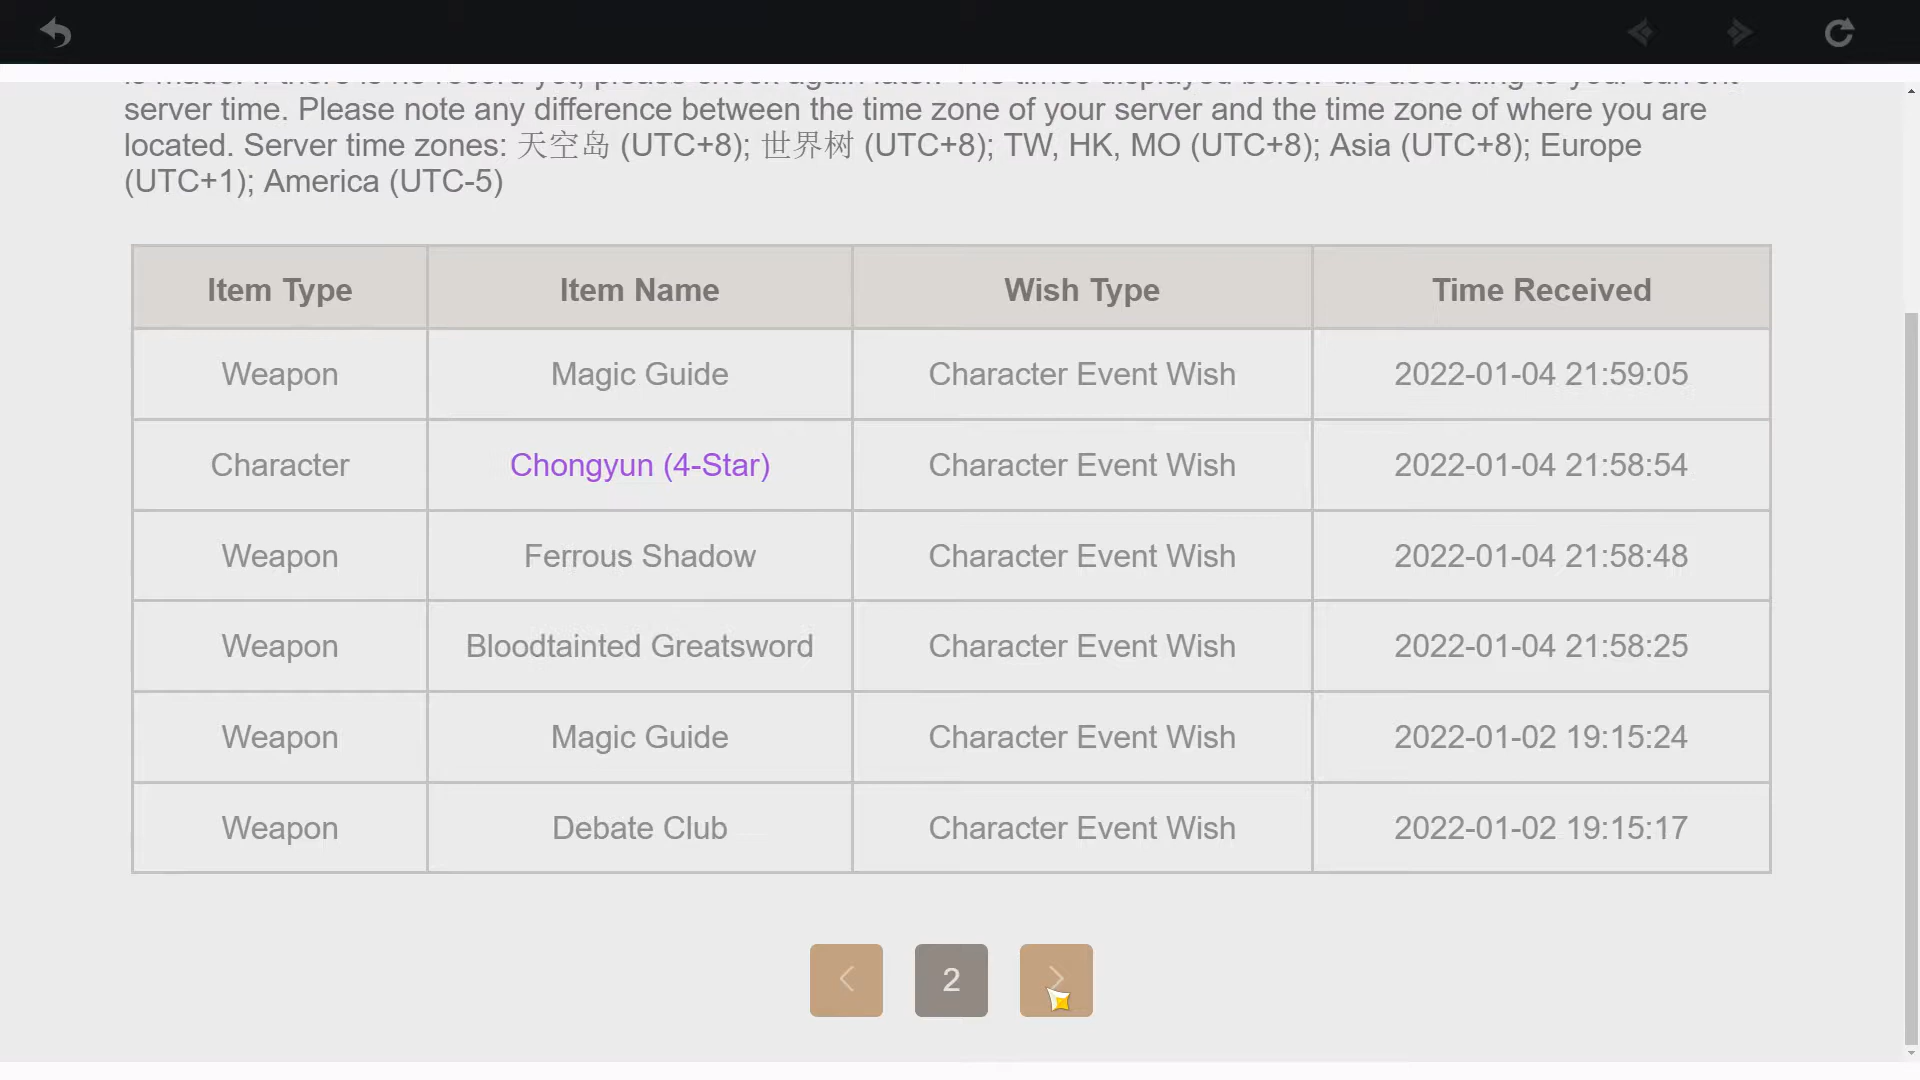 server time. Please note any difference between the time zone of your server and the time zone of where you are
located. Server time zones: 天空岛 (UTC+8); 世界树 (UTC+8); TW, HK, MO (UTC+8); Asia (UTC+8); Europe
(UTC+1); America (UTC-5)
Item Type Item Name Wish Type Time Received
Weapon Magic Guide Character Event Wish 2022-01-04 21:59:05
Character Chongyun (4-Star) Character Event Wish 2022-01-04 21:58:54
Weapon Ferrous Shadow Character Event Wish 2022-01-04 21:58:48
Weapon Bloodtainted Greatsword Character Event Wish 2022-01-04 21:58:25
Weapon Magic Guide Character Event Wish 2022-01-02 19:15:24
Weapon Debate Club Character Event Wish 2022-01-02 19:15:17
2